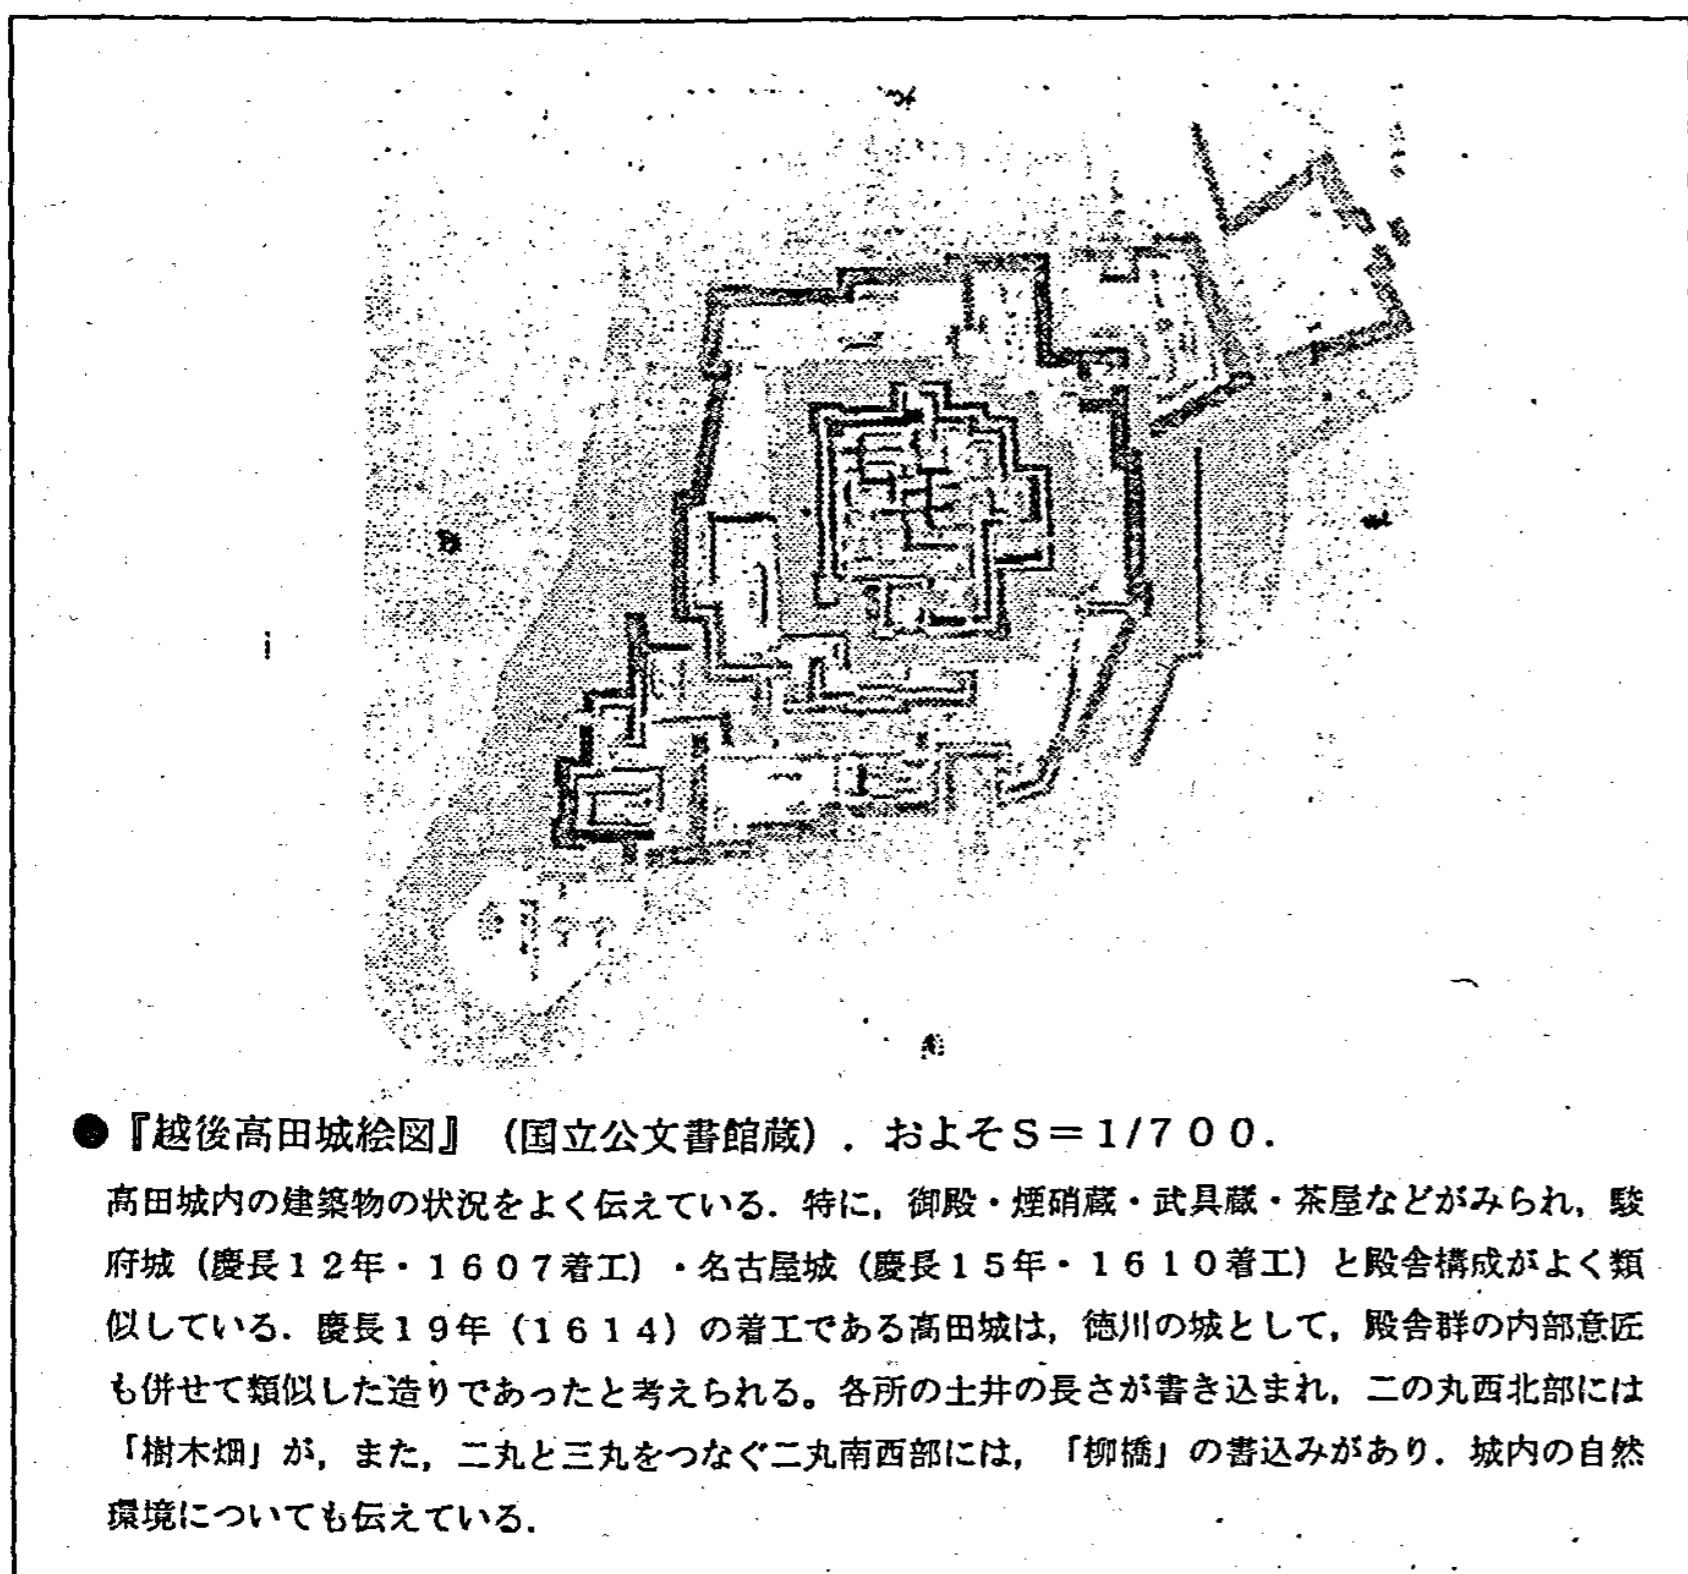 ●『越後高田城絵図』（国立公文書館蔵）．およそS＝1/７００．
高田城内の建築物の状況をよく伝えている．特に，御殿・煙硝蔵・武具蔵・茶屋などがみられ，駿
府城（慶長１２年・１６０７着工）・名古屋城（慶長１５年・１６１０着工）と殿舎構成がよく類
似している．慶長１９年（１６１４）の着工である高田城は，徳川の城として，殿舎群の内部意匠
も併せて類似した造りであったと考えられる。各所の土井の長さが書き込まれ，二の丸西北部には
「樹木畑」が，また，二丸と三丸をつなぐ二丸南西部には，「柳橋」の書込みがあり．城内の自然
環境についても伝えている．